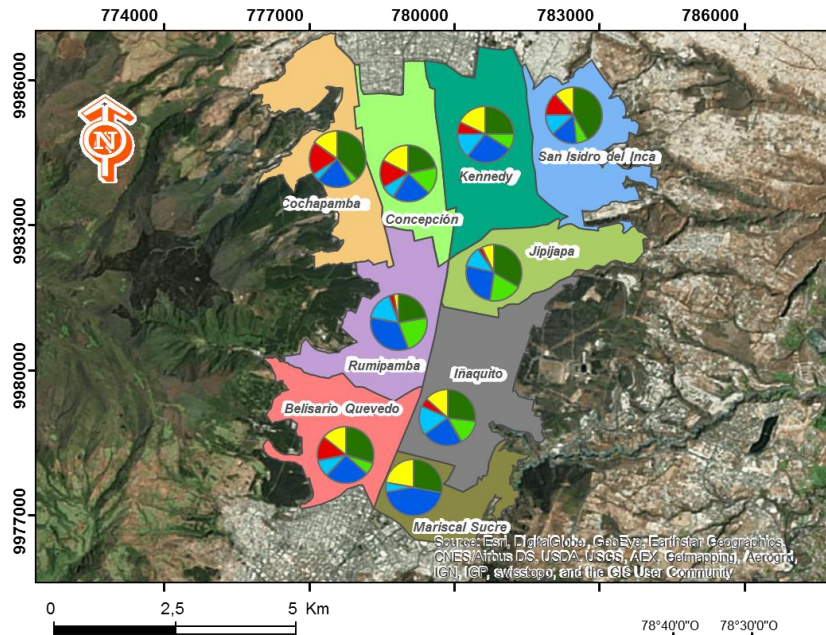 774000 777000 780000 783000 786000
9986000
9983000
9980000
9977000
N
San Isidro del Inca
Kennedy
Cochapamba
Concepción
Jipijapa
Rumipamba
Iñaquito
Belisario Quevedo
Mariscal Sucre
Source: Esri, DigitalGlobe, GeoEye, Earthstar Geographics,
CNES/Airbus DS, USDA, USGS, AEX, Getmapping, Aerogrid,
IGN, IGP, swisstopo, and the GIS User Community
0 2,5 5 Km
78°40'0"O 78°30'0"O